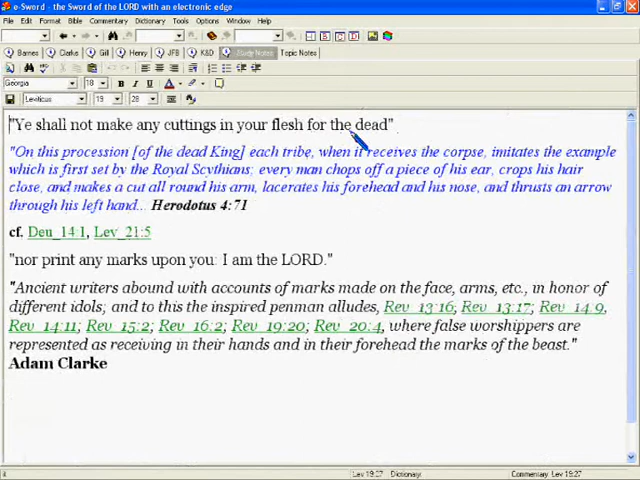 e-Sword - the Sword of the LORD with an electronic edge
File Edit Format Bible Commentary Dictionary Tools Options Window Help
Barnes Clarke Gill Henry JFB K&D Study Notes Topic Notes
Georgia 18 B I U A
Leviticus 19 28
"Ye shall not make any cuttings in your flesh for the dead"
"On this procession [of the dead King] each tribe, when it receives the corpse, imitates the example
which is first set by the Royal Scythians; every man chops off a piece of his ear, crops his hair
close, and makes a cut all round his arm, lacerates his forehead and his nose, and thrusts an arrow
through his left hand... Herodotus 4:71
cf. Deu_14:1, Lev_21:5
"nor print any marks upon you: I am the LORD."
"Ancient writers abound with accounts of marks made on the face, arms, etc., in honor of
different idols; and to this the inspired penman alludes, Rev_13:16; Rev_13:17; Rev_14:9,
Rev_14:11; Rev_15:2; Rev_16:2; Rev_19:20; Rev_20:4, where false worshippers are
represented as receiving in their hands and in their forehead the marks of the beast."
Adam Clarke
Lev 19:27 Dictionary: Commentary: Lev 19:27